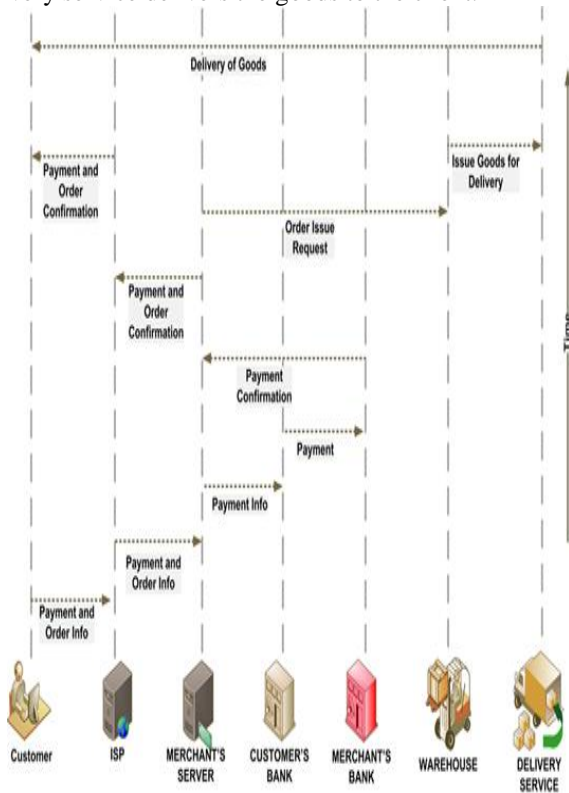 Delivery of Goods
Payment and
Order
Confirmation
Issue Goods for
Delivery
Order Issue
Request
Payment and
Order
Confirmation
Time
Payment
Confirmation
Payment
Payment Info
Payment and
Order Info
Payment and
Order Info
Customer
ISP
MERCHANT'S
SERVER
CUSTOMER'S
BANK
MERCHANT'S
BANK
WAREHOUSE
DELIVERY
SERVICE